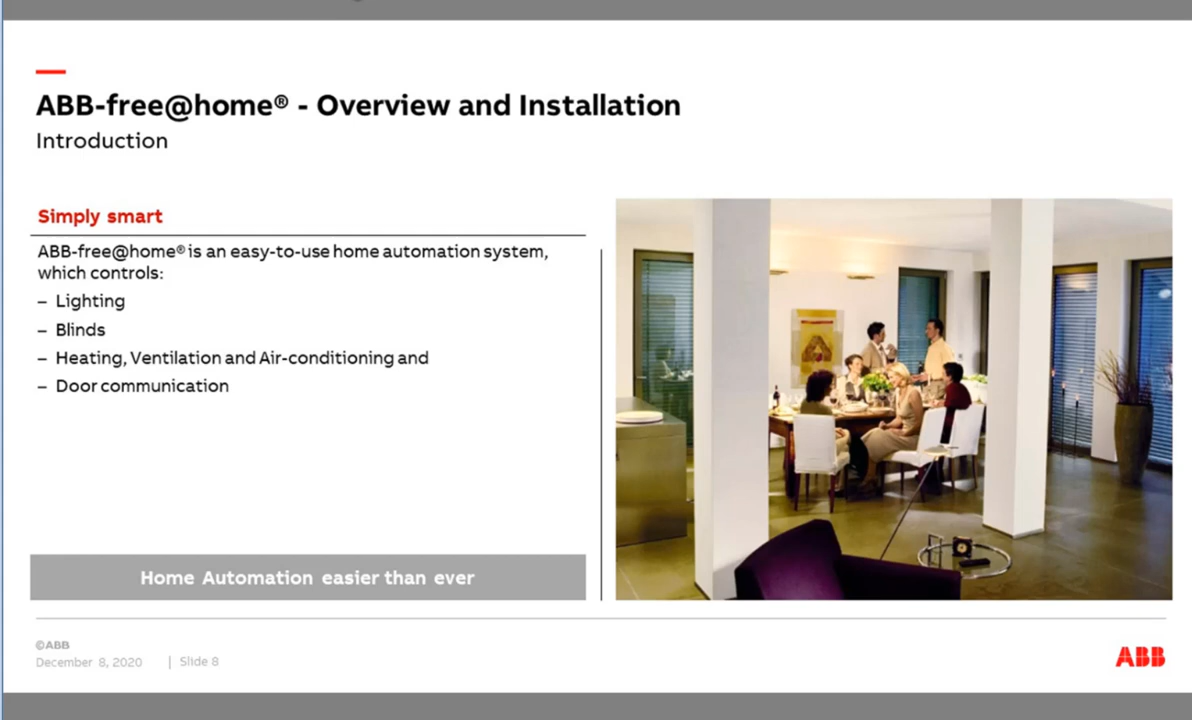 ABB-free@home® - Overview and Installation
Introduction
Simply smart
ABB-free@home® is an easy-to-use home automation system,
which controls:
– Lighting
– Blinds
– Heating, Ventilation and Air-conditioning and
– Door communication
Home Automation easier than ever
©ABB
December 8, 2020 | Slide 8
ABB